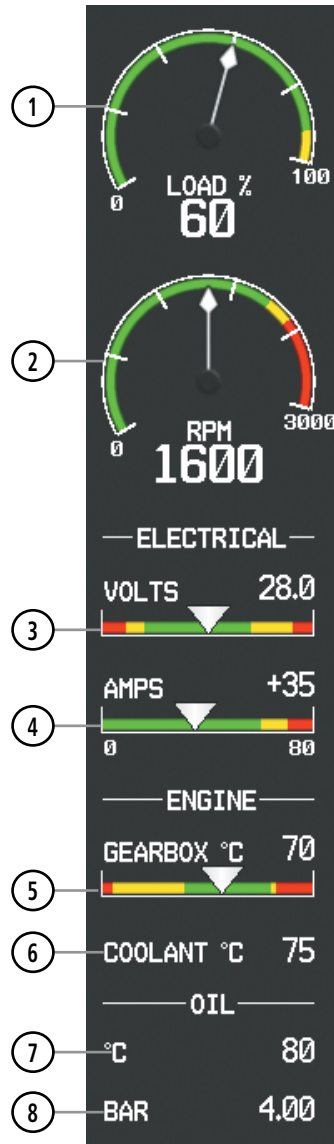 1
0
100
LOAD %
60
2
0
3000
RPM
1600
ELECTRICAL
3
VOLTS 28.0
4
AMPS +35
0 80
ENGINE
5
GEARBOX °C 70
6
COOLANT °C 75
OIL
7
°C 80
8
BAR 4.00